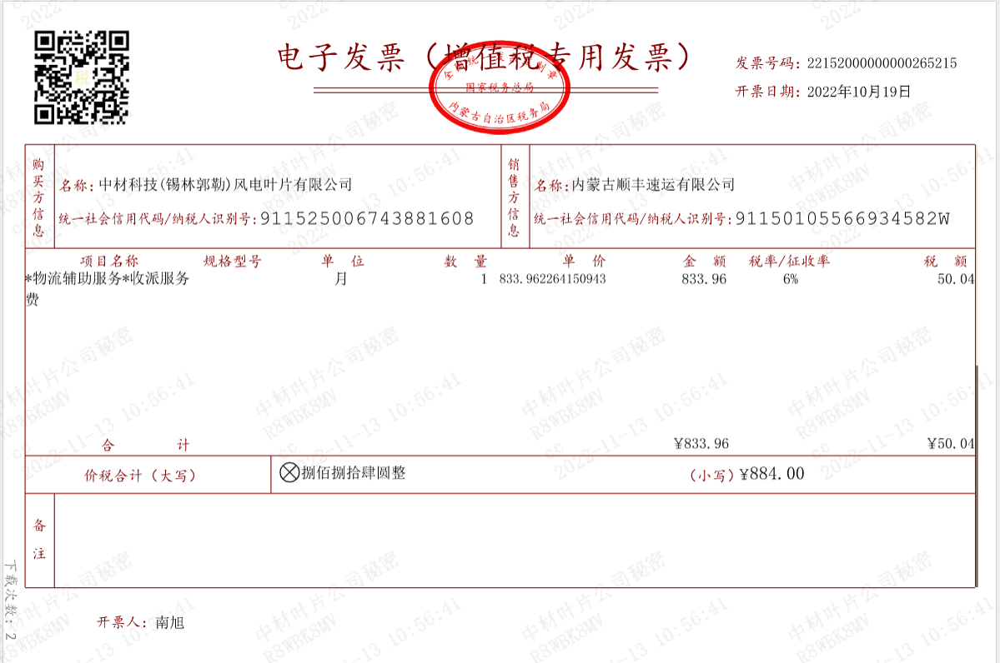 电子发票（增值税专用发票）
全国统一发票监制章
国家税务总局
内蒙古自治区税务局
发票号码：22152000000000265215
开票日期：2022年10月19日
购买方信息
名称：中材科技(锡林郭勒)风电叶片有限公司
统一社会信用代码/纳税人识别号：911525006743881608
销售方信息
名称：内蒙古顺丰速运有限公司
统一社会信用代码/纳税人识别号：91150105566934582W
项目名称 规格型号 单位 数量 单价 金额 税率/征收率 税额
*物流辅助服务*收派服务 月 1 833.962264150943 833.96 6% 50.04
费
合计 ¥833.96 ¥50.04
价税合计（大写） ⊗捌佰捌拾肆圆整 （小写）¥884.00
备注
下载次数：2
开票人：南旭
中材叶片公司秘密
R8WBK8MV
cc
2022-11-13 10:56:41